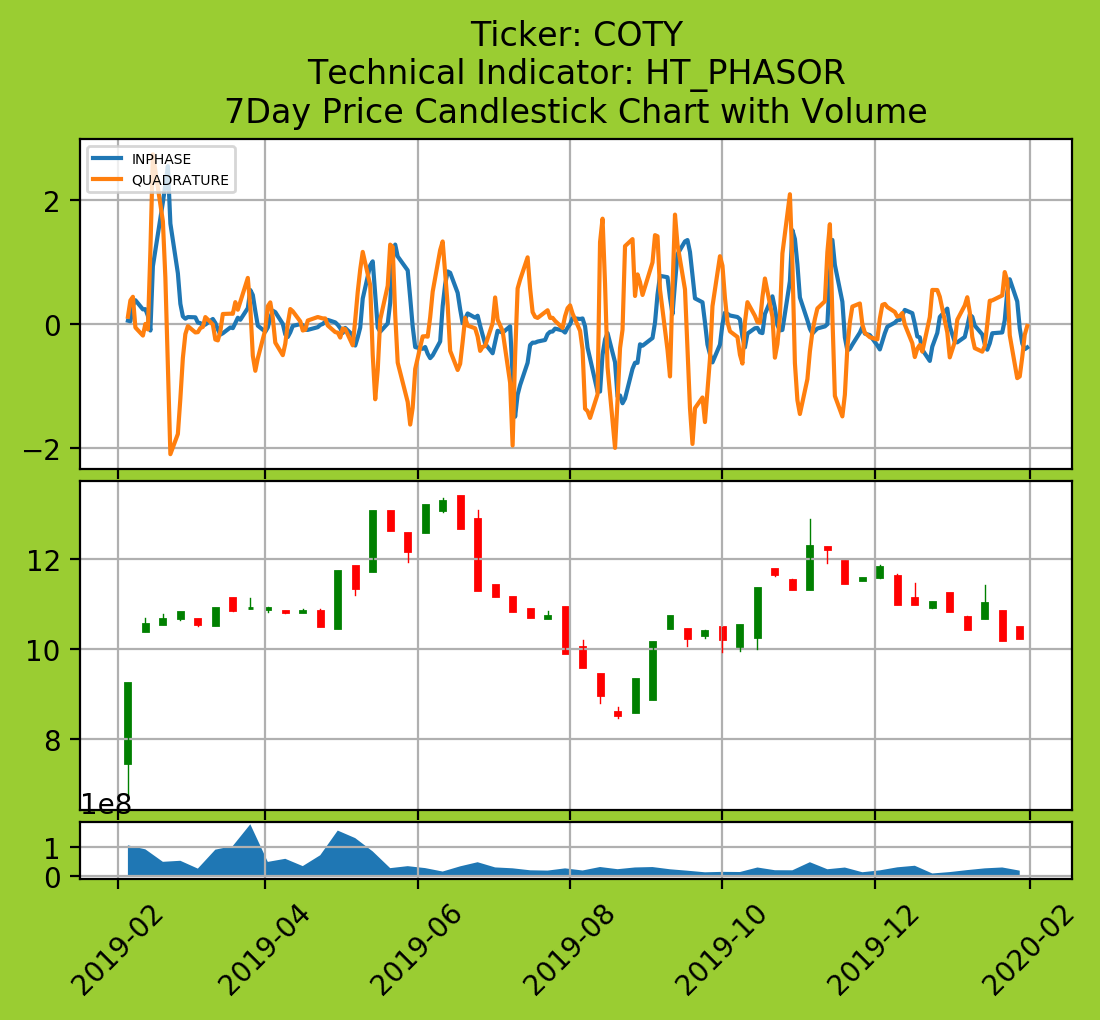 Ticker: COTY
Technical Indicator: HT_PHASOR
7Day Price Candlestick Chart with Volume
INPHASE
QUADRATURE
2
0
−2
12
10
8
1e8
1
0
2019-02
2019-04
2019-06
2019-08
2019-10
2019-12
2020-02